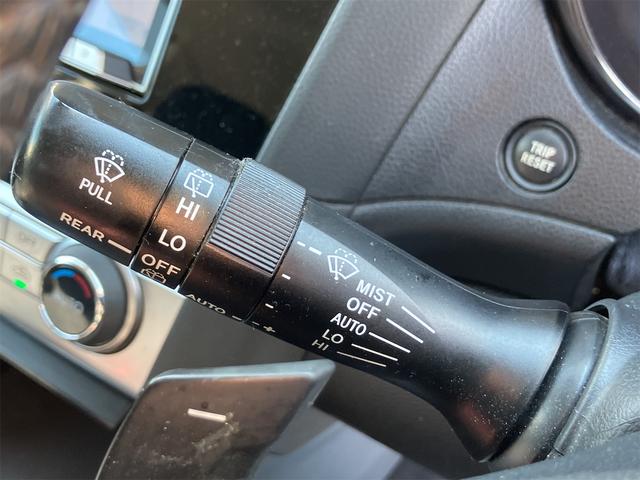 TRIP
RESET
PULL
REAR
HI
LO
OFF
AUTO
MIST
OFF
AUTO
LO
HI